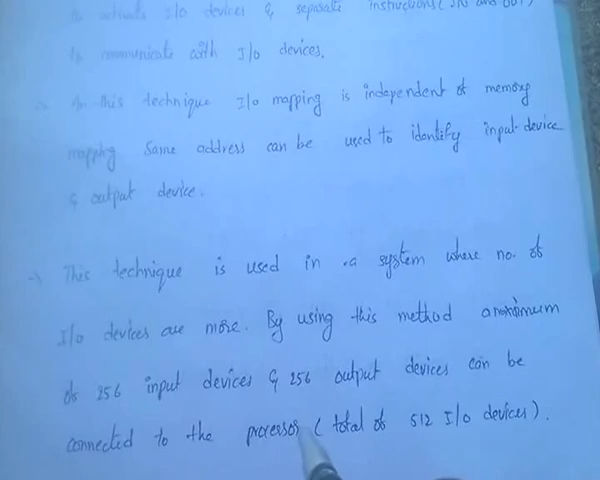 to activate I/o devices & separate instructions (IN and OUT)
to communicate with I/o devices.
→ In this technique I/o mapping is independent of memory
mapping same address can be used to identify input-device
& output device.
→ This technique is used in a system where no. of
I/o devices are more. By using this method a maximum
of 256 input devices & 256 output devices can be
connected to the processor (total of 512 I/o devices).